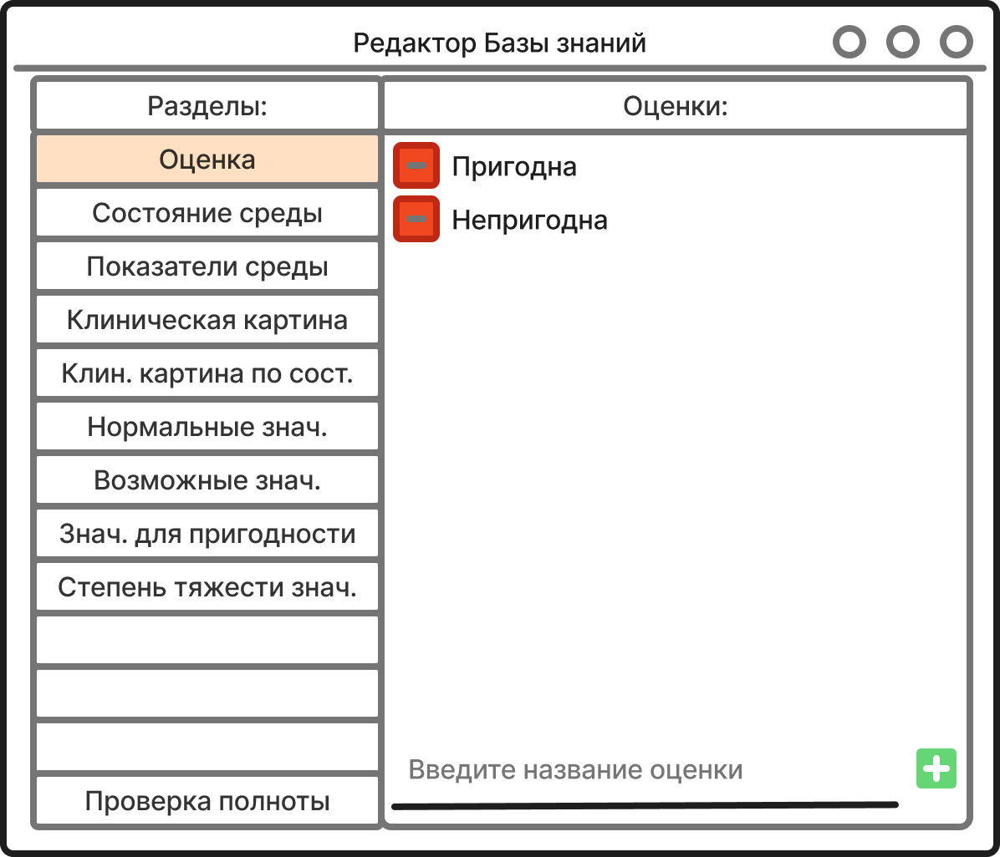 Редактор Базы знаний
Разделы:
Оценка
Состояние среды
Показатели среды
Клиническая картина
Клин. картина по сост.
Нормальные знач.
Возможные знач.
Знач. для пригодности
Степень тяжести знач.
Проверка полноты
Оценки:
Пригодна
Непригодна
Введите название оценки